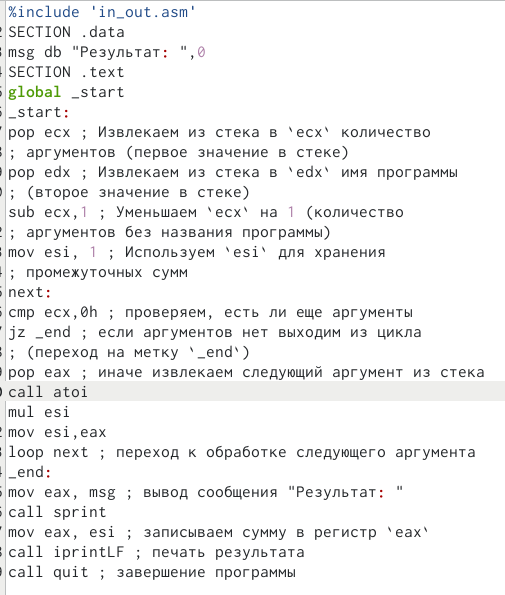 %include 'in_out.asm'
SECTION .data
msg db "Результат: ",0
SECTION .text
global _start
_start:
pop ecx ; Извлекаем из стека в `ecx` количество
; аргументов (первое значение в стеке)
pop edx ; Извлекаем из стека в `edx` имя программы
; (второе значение в стеке)
sub ecx,1 ; Уменьшаем `ecx` на 1 (количество
; аргументов без названия программы)
mov esi, 1 ; Используем `esi` для хранения
; промежуточных сумм
next:
cmp ecx,0h ; проверяем, есть ли еще аргументы
jz _end ; если аргументов нет выходим из цикла
; (переход на метку `_end`)
pop eax ; иначе извлекаем следующий аргумент из стека
call atoi
mul esi
mov esi,eax
loop next ; переход к обработке следующего аргумента
_end:
mov eax, msg ; вывод сообщения "Результат: "
call sprint
mov eax, esi ; записываем сумму в регистр `eax`
call iprintLF ; печать результата
call quit ; завершение программы